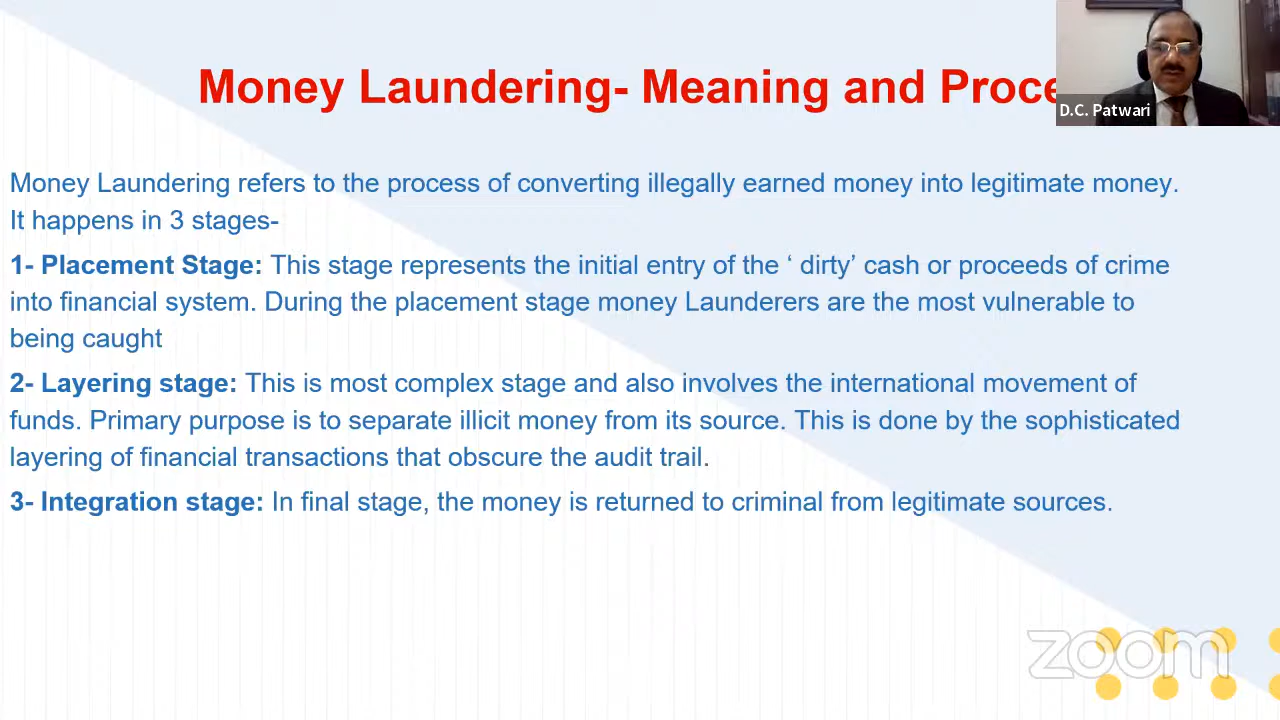 Money Laundering- Meaning and Proce
D.C. Patwari
Money Laundering refers to the process of converting illegally earned money into legitimate money.
It happens in 3 stages-
1- Placement Stage: This stage represents the initial entry of the ‘ dirty’ cash or proceeds of crime
into financial system. During the placement stage money Launderers are the most vulnerable to
being caught
2- Layering stage: This is most complex stage and also involves the international movement of
funds. Primary purpose is to separate illicit money from its source. This is done by the sophisticated
layering of financial transactions that obscure the audit trail.
3- Integration stage: In final stage, the money is returned to criminal from legitimate sources.
zoom